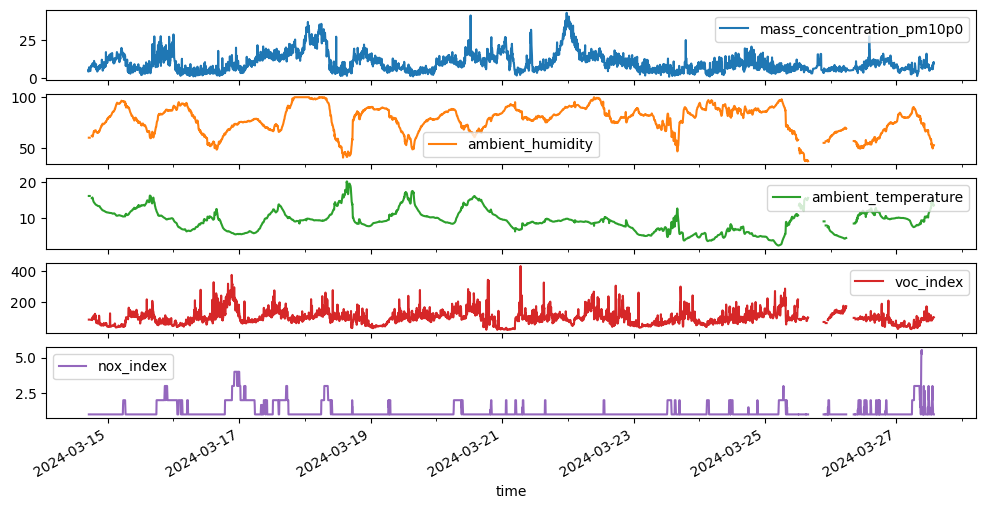 25
0
mass_concentration_pm10p0
100
50
ambient_humidity
20
10
ambient_temperature
400
200
voc_index
5.0
2.5
nox_index
2024-03-15
2024-03-17
2024-03-19
2024-03-21
2024-03-23
2024-03-25
2024-03-27
time